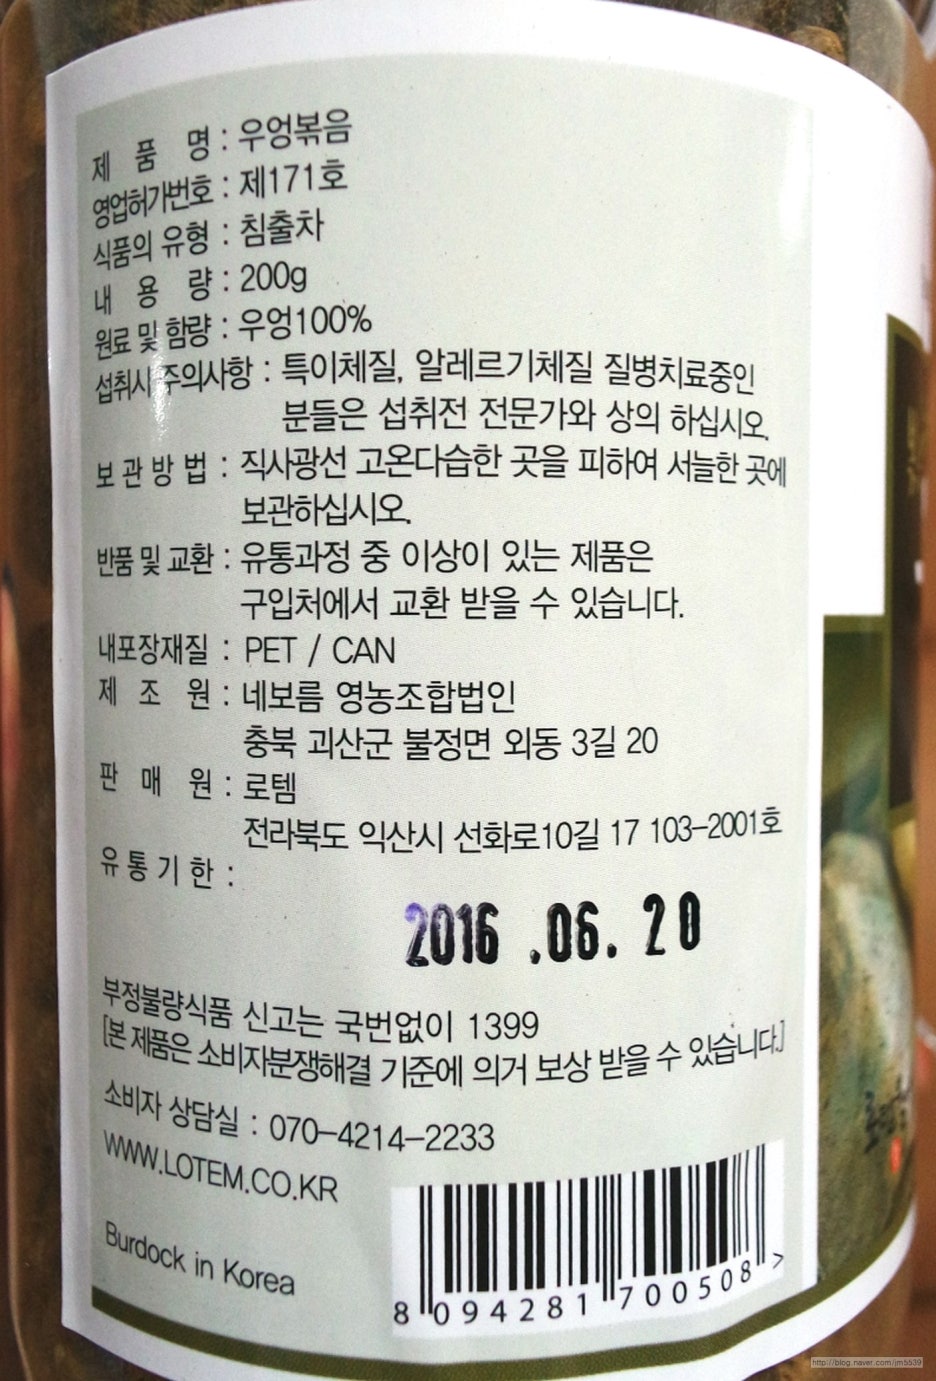 제 품 명 : 우엉볶음
영업허가번호 : 제171호
식품의 유형 : 침출차
내 용 량 : 200g
원료 및 함량 : 우엉100%
섭취시 주의사항 : 특이체질, 알레르기체질 질병치료중인
분들은 섭취전 전문가와 상의 하십시오.
보 관 방 법 : 직사광선 고온다습한 곳을 피하여 서늘한 곳에
보관하십시오.
반품 및 교환 : 유통과정 중 이상이 있는 제품은
구입처에서 교환 받을 수 있습니다.
내포장재질 : PET / CAN
제 조 원 : 네보름 영농조합법인
충북 괴산군 불정면 외동 3길 20
판 매 원 : 로템
전라북도 익산시 선화로10길 17 103-2001호
유 통 기 한 :
2016 .06. 20
부정불량식품 신고는 국번없이 1399
[본 제품은 소비자분쟁해결 기준에 의거 보상 받을 수 있습니다.]
소비자 상담실 : 070-4214-2233
WWW.LOTEM.CO.KR
Burdock in Korea
8 094281 700508 >
http://blog.naver.com/jm5539